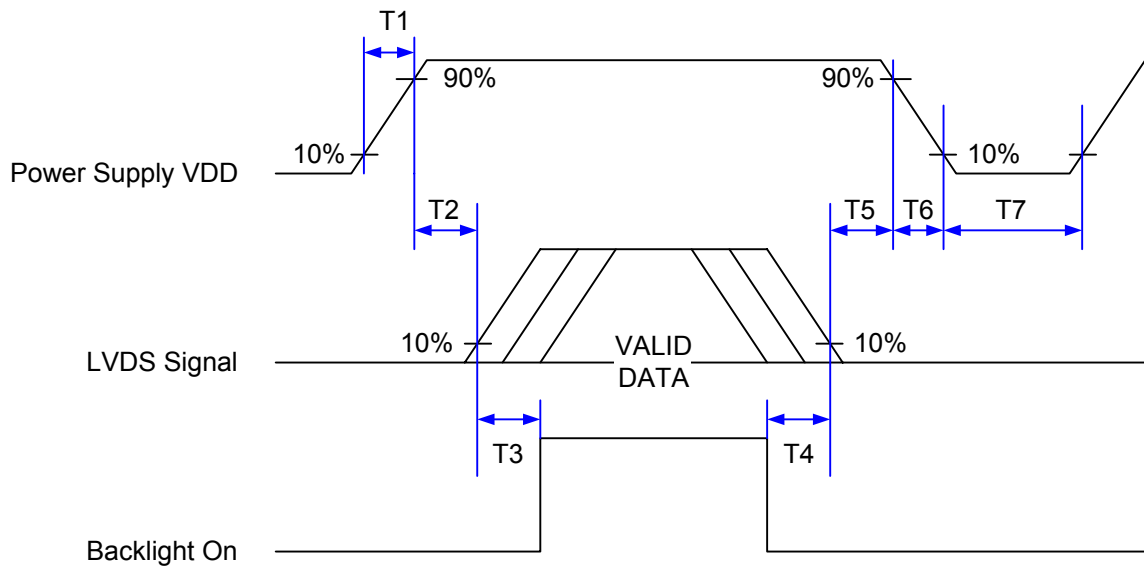 T1
90%
90%
10%
10%
Power Supply VDD
T2
T5
T6
T7
10%
VALID
10%
LVDS Signal
DATA
T3
T4
Backlight On